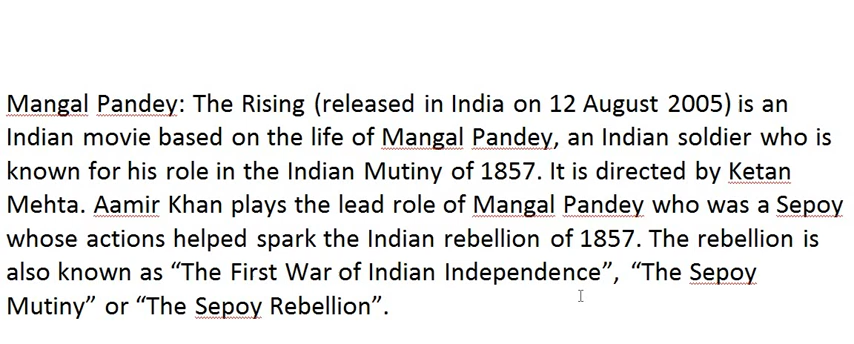 Mangal Pandey: The Rising (released in India on 12 August 2005) is an
Indian movie based on the life of Mangal Pandey, an Indian soldier who is
known for his role in the Indian Mutiny of 1857. It is directed by Ketan
Mehta. Aamir Khan plays the lead role of Mangal Pandey who was a Sepoy
whose actions helped spark the Indian rebellion of 1857. The rebellion is
also known as “The First War of Indian Independence”, “The Sepoy
Mutiny” or “The Sepoy Rebellion”.